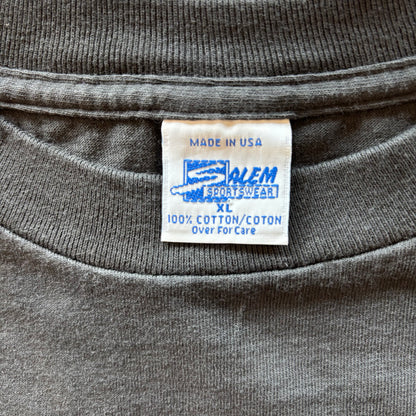 MADE IN USA
SALEM
SPORTSWEAR
XL
100% COTTON/COTON
Over For Care